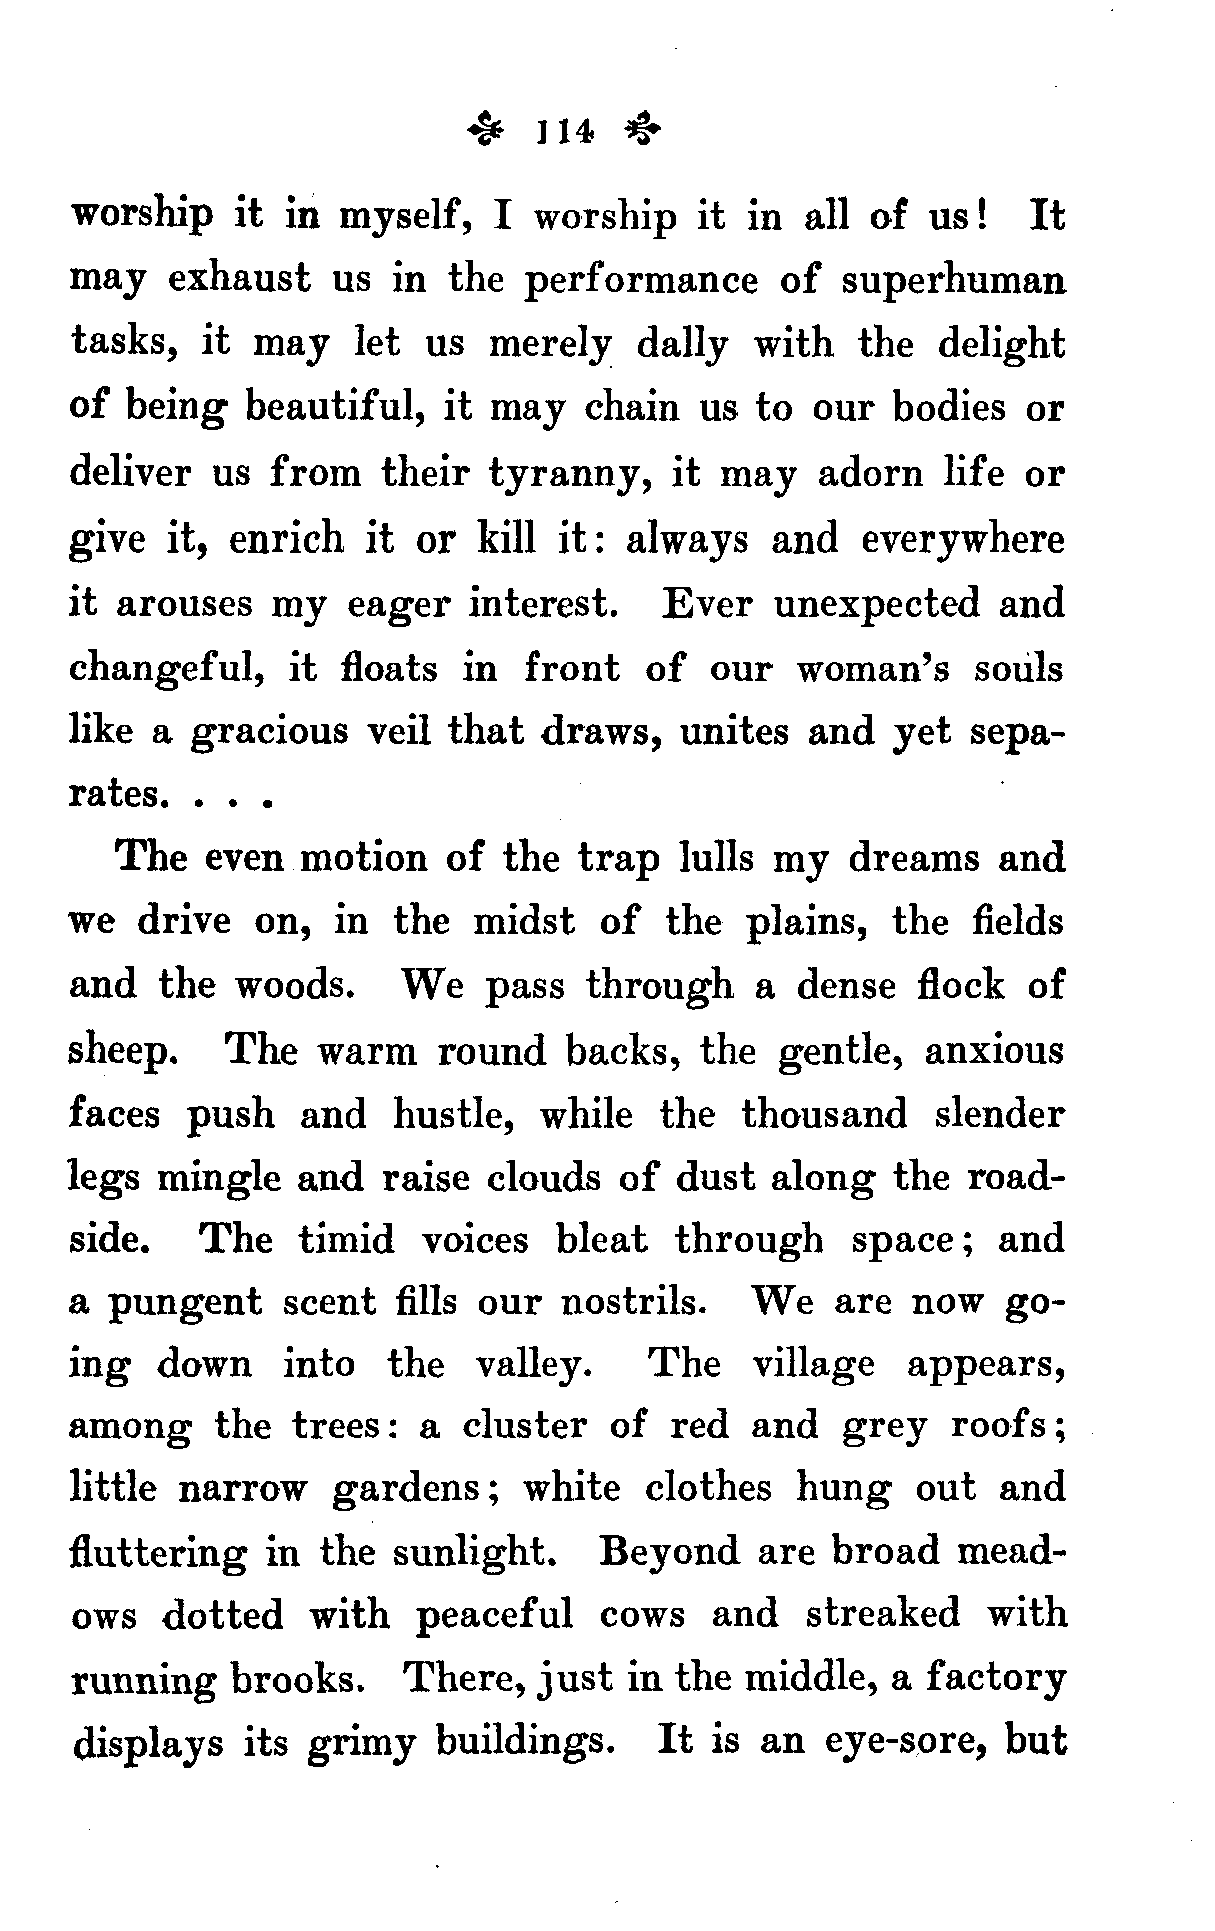 114
worship it in myself, I worship it in all of us! It
may exhaust us in the performance of superhuman
tasks, it may let us merely dally with the delight
of being beautiful, it may chain us to our bodies or
deliver us from their tyranny, it may adorn life or
give it, enrich it or kill it: always and everywhere
it arouses my eager interest. Ever unexpected and
changeful, it floats in front of our woman's souls
like a gracious veil that draws, unites and yet sepa-
rates. . . .
The even motion of the trap lulls my dreams and
we drive on, in the midst of the plains, the fields
and the woods. We pass through a dense flock of
sheep. The warm round backs, the gentle, anxious
faces push and hustle, while the thousand slender
legs mingle and raise clouds of dust along the road-
side. The timid voices bleat through space; and
a pungent scent fills our nostrils. We are now go-
ing down into the valley. The village appears,
among the trees: a cluster of red and grey roofs;
little narrow gardens; white clothes hung out and
fluttering in the sunlight. Beyond are broad mead-
ows dotted with peaceful cows and streaked with
running brooks. There, just in the middle, a factory
displays its grimy buildings. It is an eye-sore, but